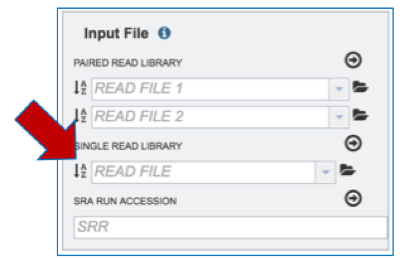 Input File
PAIRED READ LIBRARY
READ FILE 1
READ FILE 2
SINGLE READ LIBRARY
READ FILE
SRA RUN ACCESSION
SRR